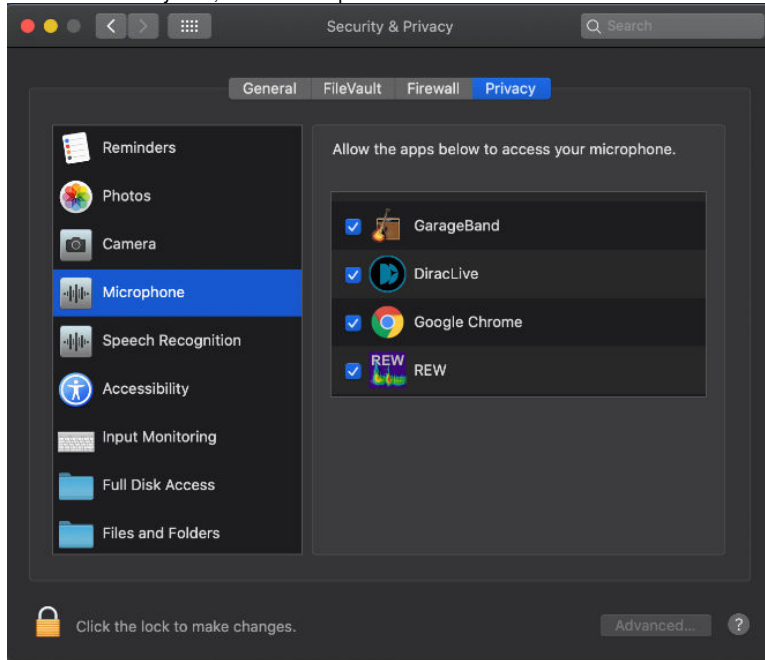 Security & Privacy
Search
General FileVault Firewall Privacy
Reminders
Photos
Camera
Microphone
Speech Recognition
Accessibility
Input Monitoring
Full Disk Access
Files and Folders
Allow the apps below to access your microphone.
GarageBand
DiracLive
Google Chrome
REW
REW
Click the lock to make changes.
Advanced...
?